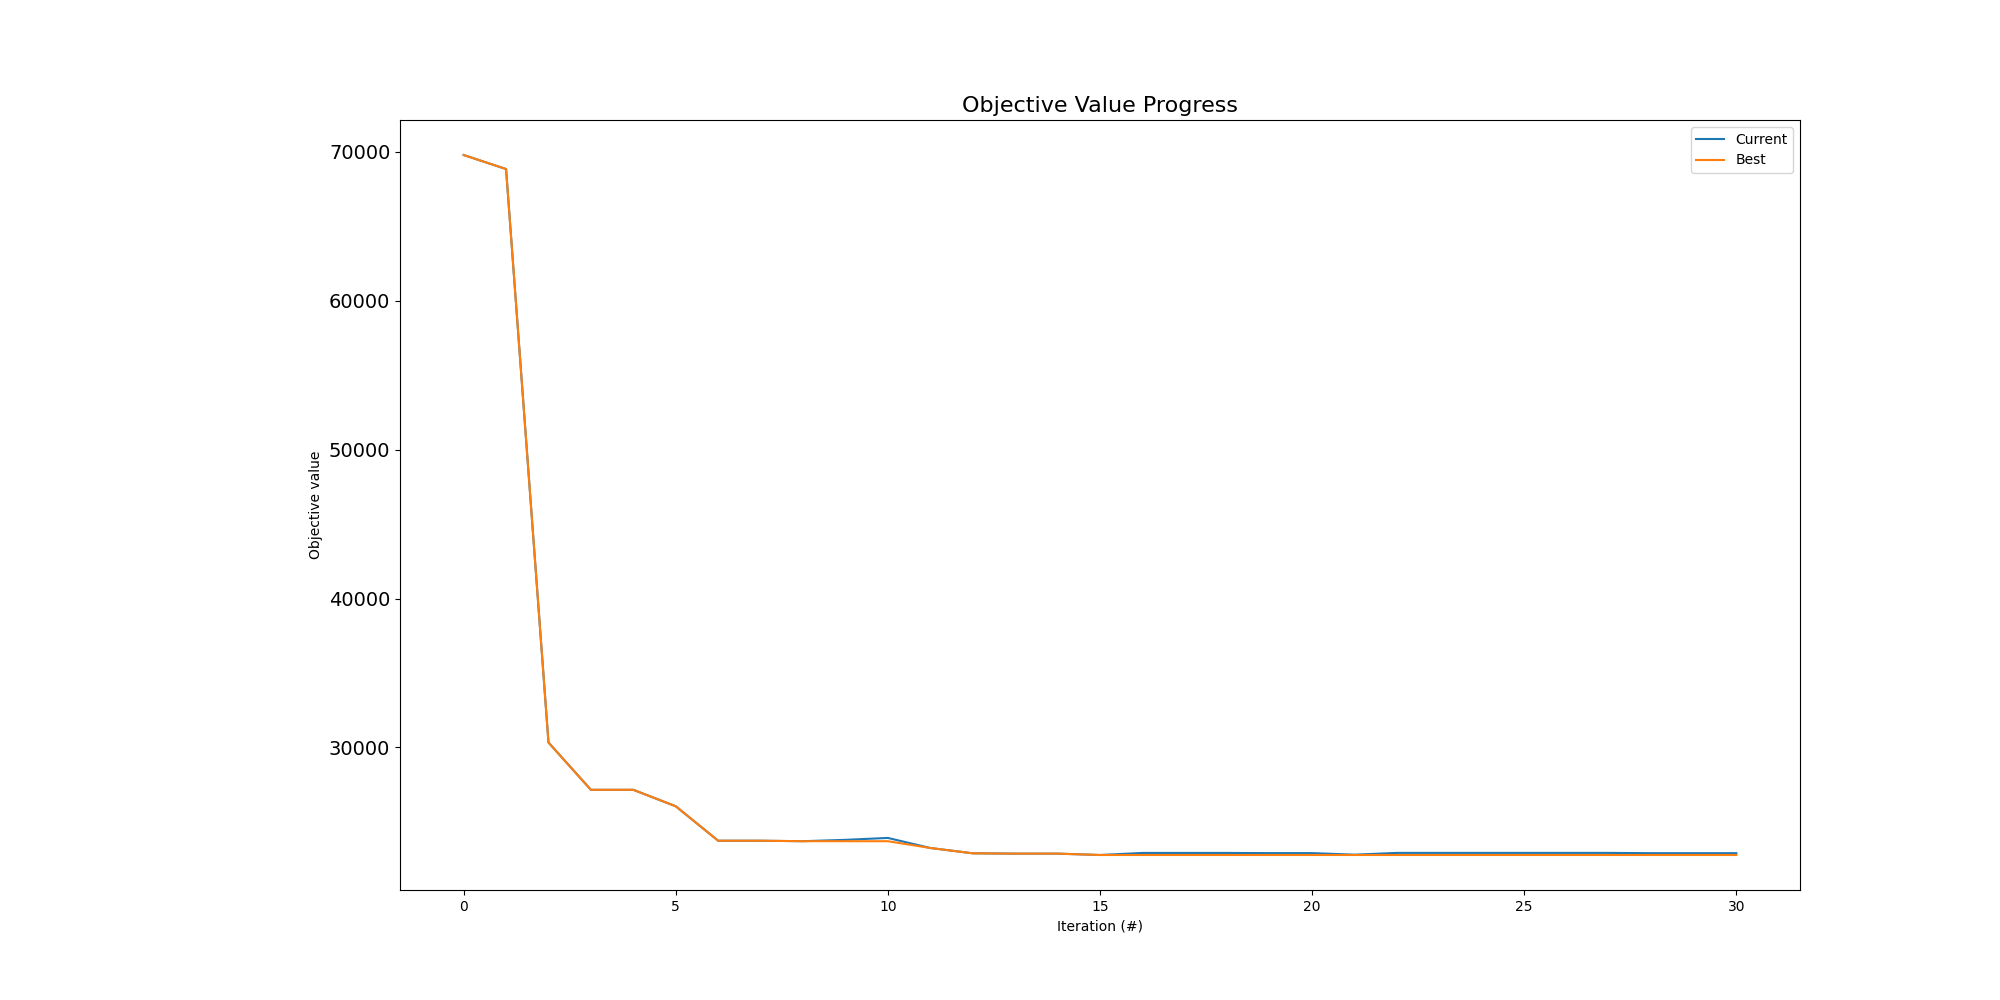 Objective Value Progress
Current
Best
70000
60000
50000
40000
30000
Objective value
0 5 10 15 20 25 30
Iteration (#)